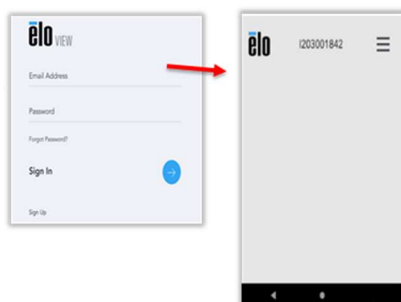 ēlo VIEW
Email Address
Password
Forgot Password?
Sign In
Sign Up
ēlo
I203001842